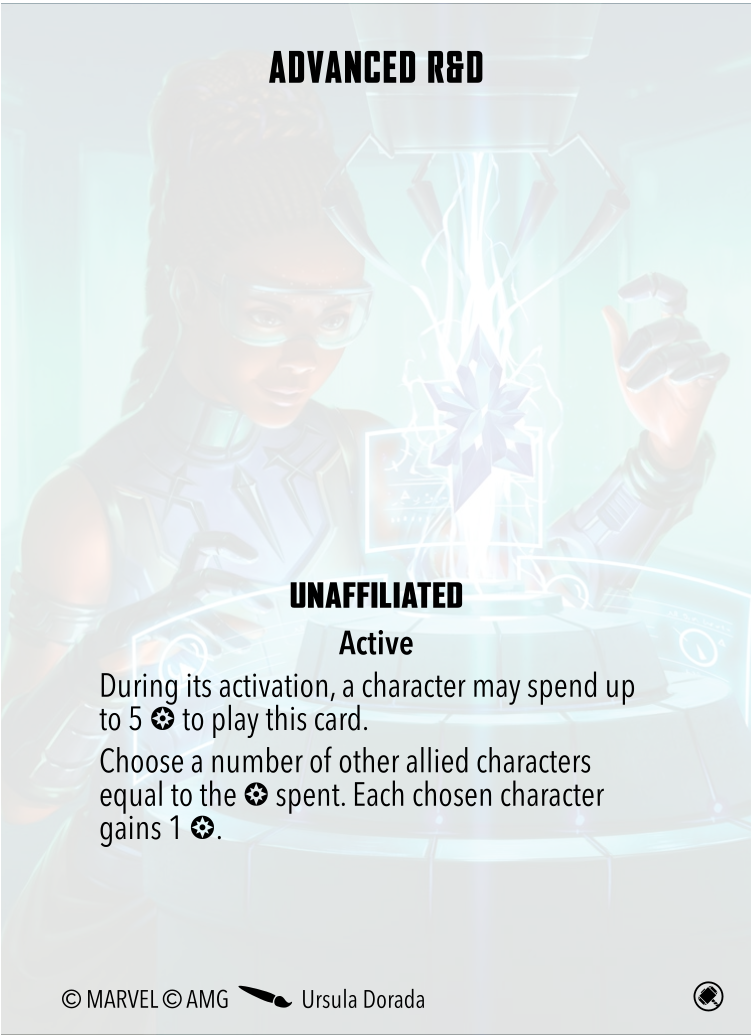 ADVANCED R&D
UNAFFILIATED
Active
During its activation, a character may spend up
to 5 to play this card.
Choose a number of other allied characters
equal to the spent. Each chosen character
gains 1 .
© MARVEL © AMG Ursula Dorada